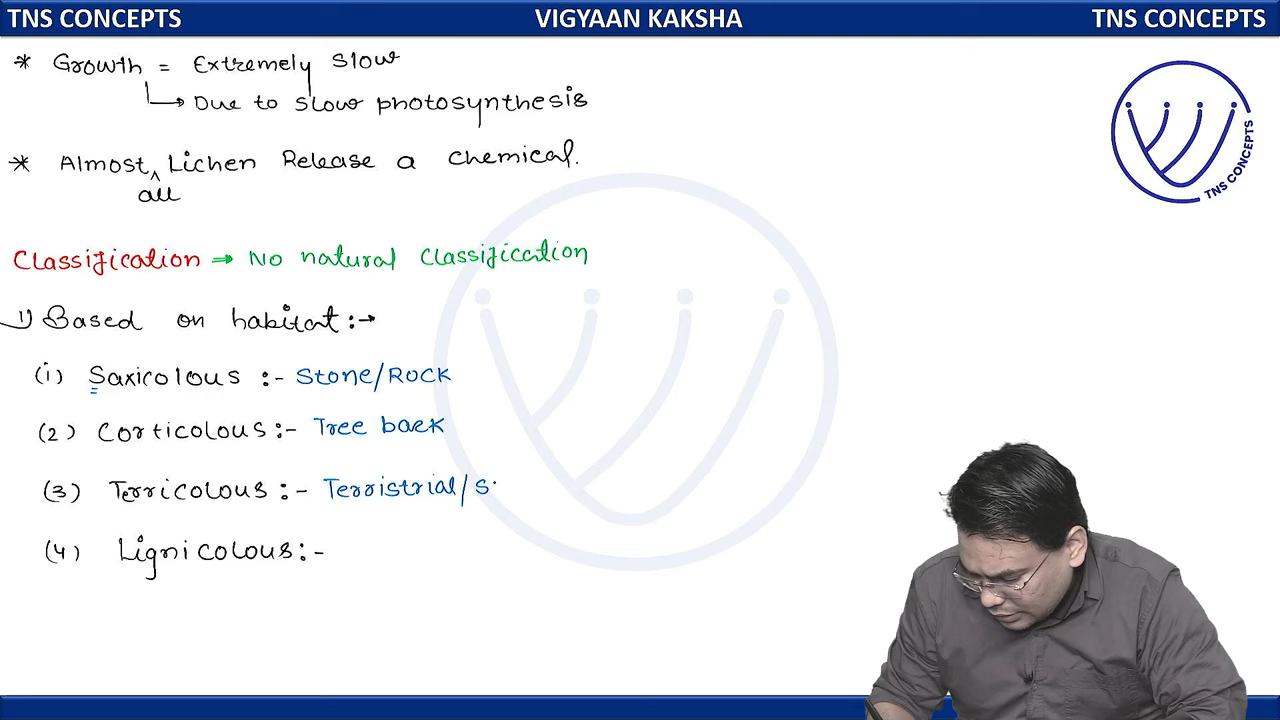 TNS CONCEPTS VIGYAAN KAKSHA TNS CONCEPTS
* Growth = Extremely Slow
→ Due to slow photosynthesis
* Almost ^ Lichen Release a chemical.
all
Classification → No natural classification
1) Based on habitat :→
(i) Saxicolous :- Stone/Rock
(2) Corticolous :- Tree bark
(3) Terricolous :- Terristrial/s
(4) Lignicolous :-
TNS CONCEPTS